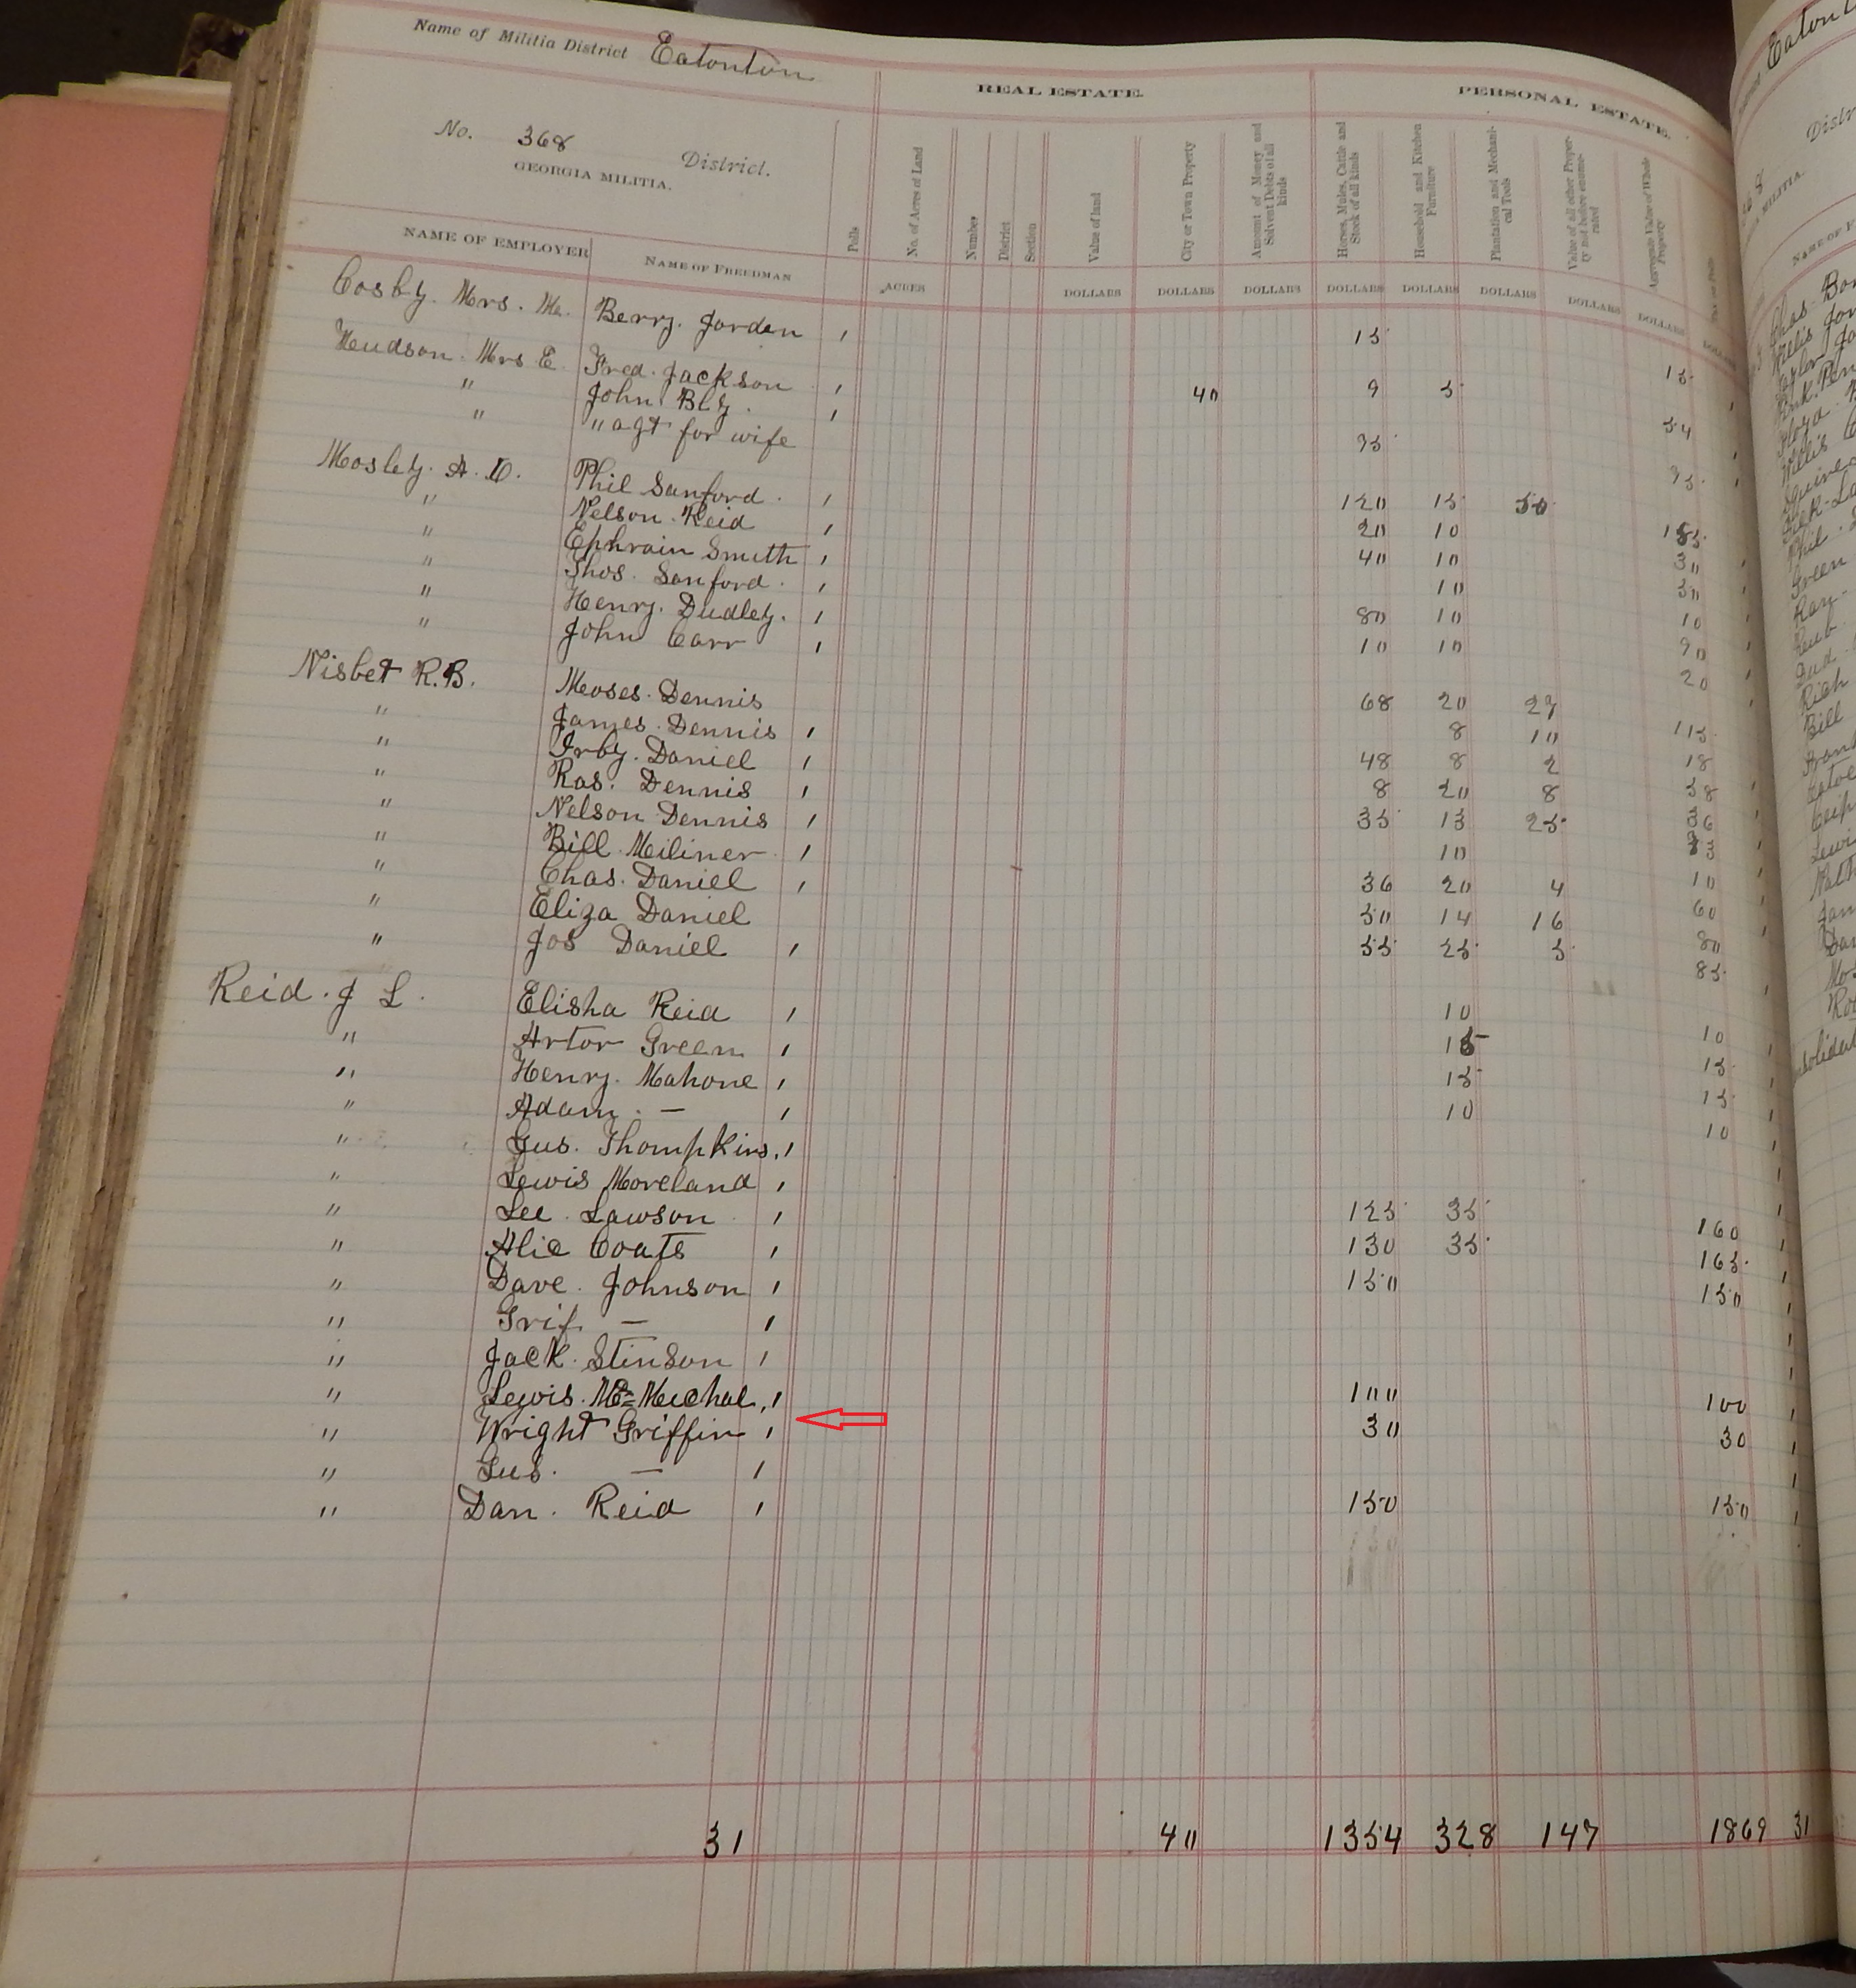 Name of Militia District Eatonton
REAL ESTATE.
PERSONAL ESTATE.
No. 368 District.
GEORGIA MILITIA.
NAME OF EMPLOYER
NAME OF FREEDMAN
Polls
No. of Acres of Land
Number
District
Section
Value of land
City or Town Property
Amount of Money and Solvent Debts of all kinds
Horses, Mules, Cattle and Stock of all kinds
Household and Kitchen Furniture
Plantation and Mechanical Tools
Value of all other Property not before enumerated
Aggregate Value of Whole Property
ACRES DOLLARS DOLLARS DOLLARS DOLLARS DOLLARS DOLLARS DOLLARS DOLLARS
Cosby. Mrs. Berry. Jordan 1 15 15
Hudson. Mrs E. Fred. Jackson 1 40 9 5 54
" John 1
" " agt for wife 95 95
Mosley. A. D. Phil Sanford 1 120 15 50 185
" Nelson Reid 1 20 10 30
" Ephrain Smith 1 40 10 50
" Thos. Sanford 1 10 10
" Henry. Dudley. 1 80 10 90
" John Carr 1 10 10 20
Nisbet R.B. Moses. Dennis 68 20 27 115
" James. Dennis 1 8 10 18
" Irby. Daniel 1 48 8 2 58
" Ras. Dennis 1 8 20 8 36
" Nelson Dennis 1 35 13 25
" Bill. Miliner 1 10 10
" Chas. Daniel 1 36 20 4 60
" Eliza Daniel 50 14 16 80
" Jos Daniel 1 55 25 5 85
Reid. J L. Elisha Reid 1 10 10
" Artor Green 1 15 15
" Henry. Mahone 1 15 15
" Adam. — 1 10 10
" Gus. Thompkins. 1
" Lewis Moreland 1
" Lee Lawson 1 125 35 160
" Alic Coats 1 130 35 165
" Dave. Johnson 1 150 150
" Grif — 1
" Jack. Stinson 1
" Lewis. 1 100 100
" Wright Griffin 1 30 30
" Gus. — 1
" Dan. Reid 1 150 150
31 40 1354 328 147 1869 31
Eatonton